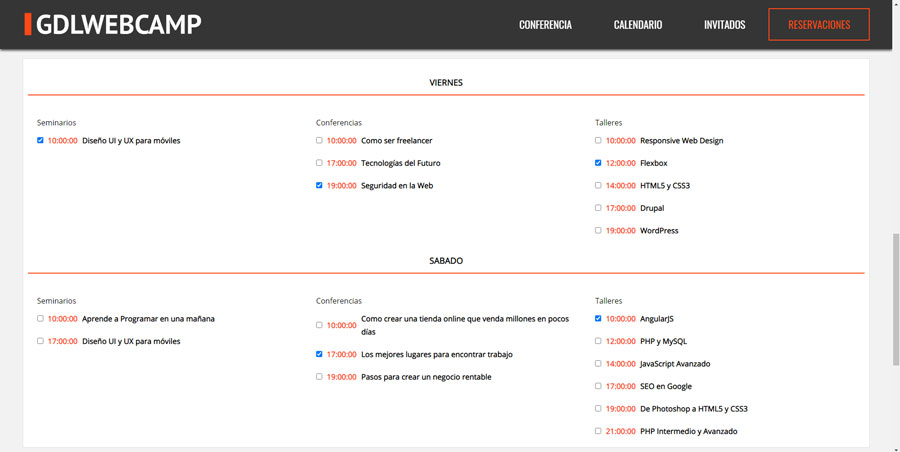 GDLWEBCAMP
CONFERENCIA
CALENDARIO
INVITADOS
RESERVACIONES
VIERNES
Seminarios
10:00:00 Diseño UI y UX para móviles
Conferencias
10:00:00 Como ser freelancer
17:00:00 Tecnologías del Futuro
19:00:00 Seguridad en la Web
Talleres
10:00:00 Responsive Web Design
12:00:00 Flexbox
14:00:00 HTML5 y CSS3
17:00:00 Drupal
19:00:00 WordPress
SABADO
Seminarios
10:00:00 Aprende a Programar en una mañana
17:00:00 Diseño UI y UX para móviles
Conferencias
10:00:00 Como crear una tienda online que venda millones en pocos
días
17:00:00 Los mejores lugares para encontrar trabajo
19:00:00 Pasos para crear un negocio rentable
Talleres
10:00:00 AngularJS
12:00:00 PHP y MySQL
14:00:00 JavaScript Avanzado
17:00:00 SEO en Google
19:00:00 De Photoshop a HTML5 y CSS3
21:00:00 PHP Intermedio y Avanzado